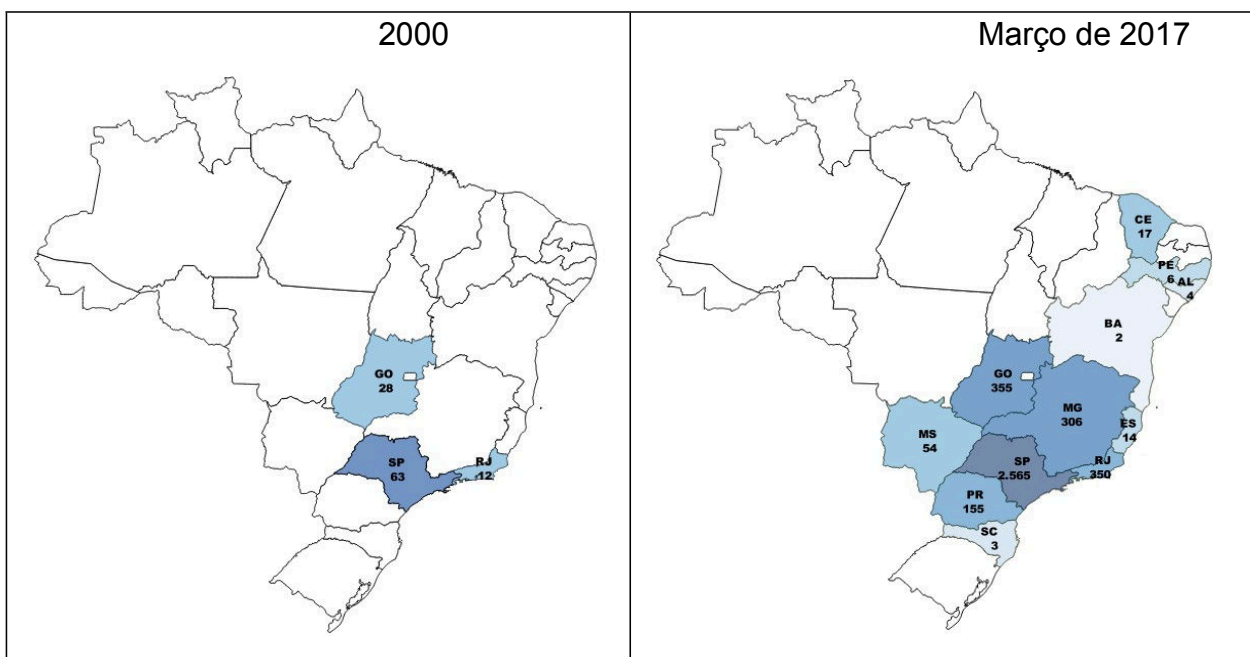 2000
GO
28
SP
63
RJ
12
Março de 2017
CE
17
PE
6
AL
4
BA
2
GO
355
MG
306
ES
14
MS
54
SP
2.565
RJ
350
PR
155
SC
3